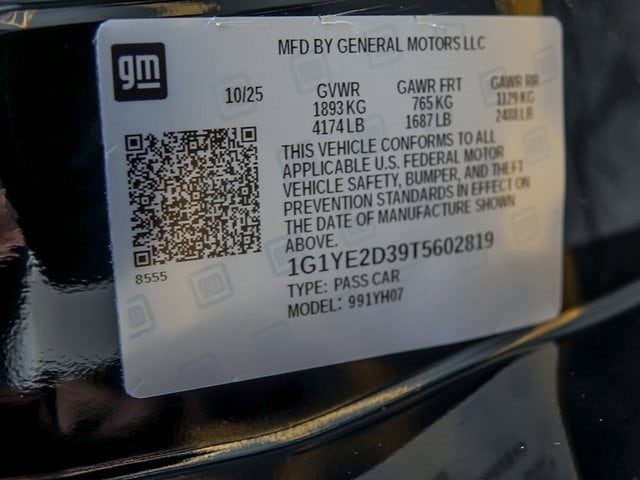 gm
MFD BY GENERAL MOTORS LLC
10/25
GVWR GAWR FRT GAWR RR
1893 KG 765 KG 1129 KG
4174 LB 1687 LB 2488 LB
THIS VEHICLE CONFORMS TO ALL
APPLICABLE U.S. FEDERAL MOTOR
VEHICLE SAFETY, BUMPER, AND THEFT
PREVENTION STANDARDS IN EFFECT ON
THE DATE OF MANUFACTURE SHOWN
ABOVE.
8555
1G1YE2D39T5602819
TYPE: PASS CAR
MODEL: 991YH07